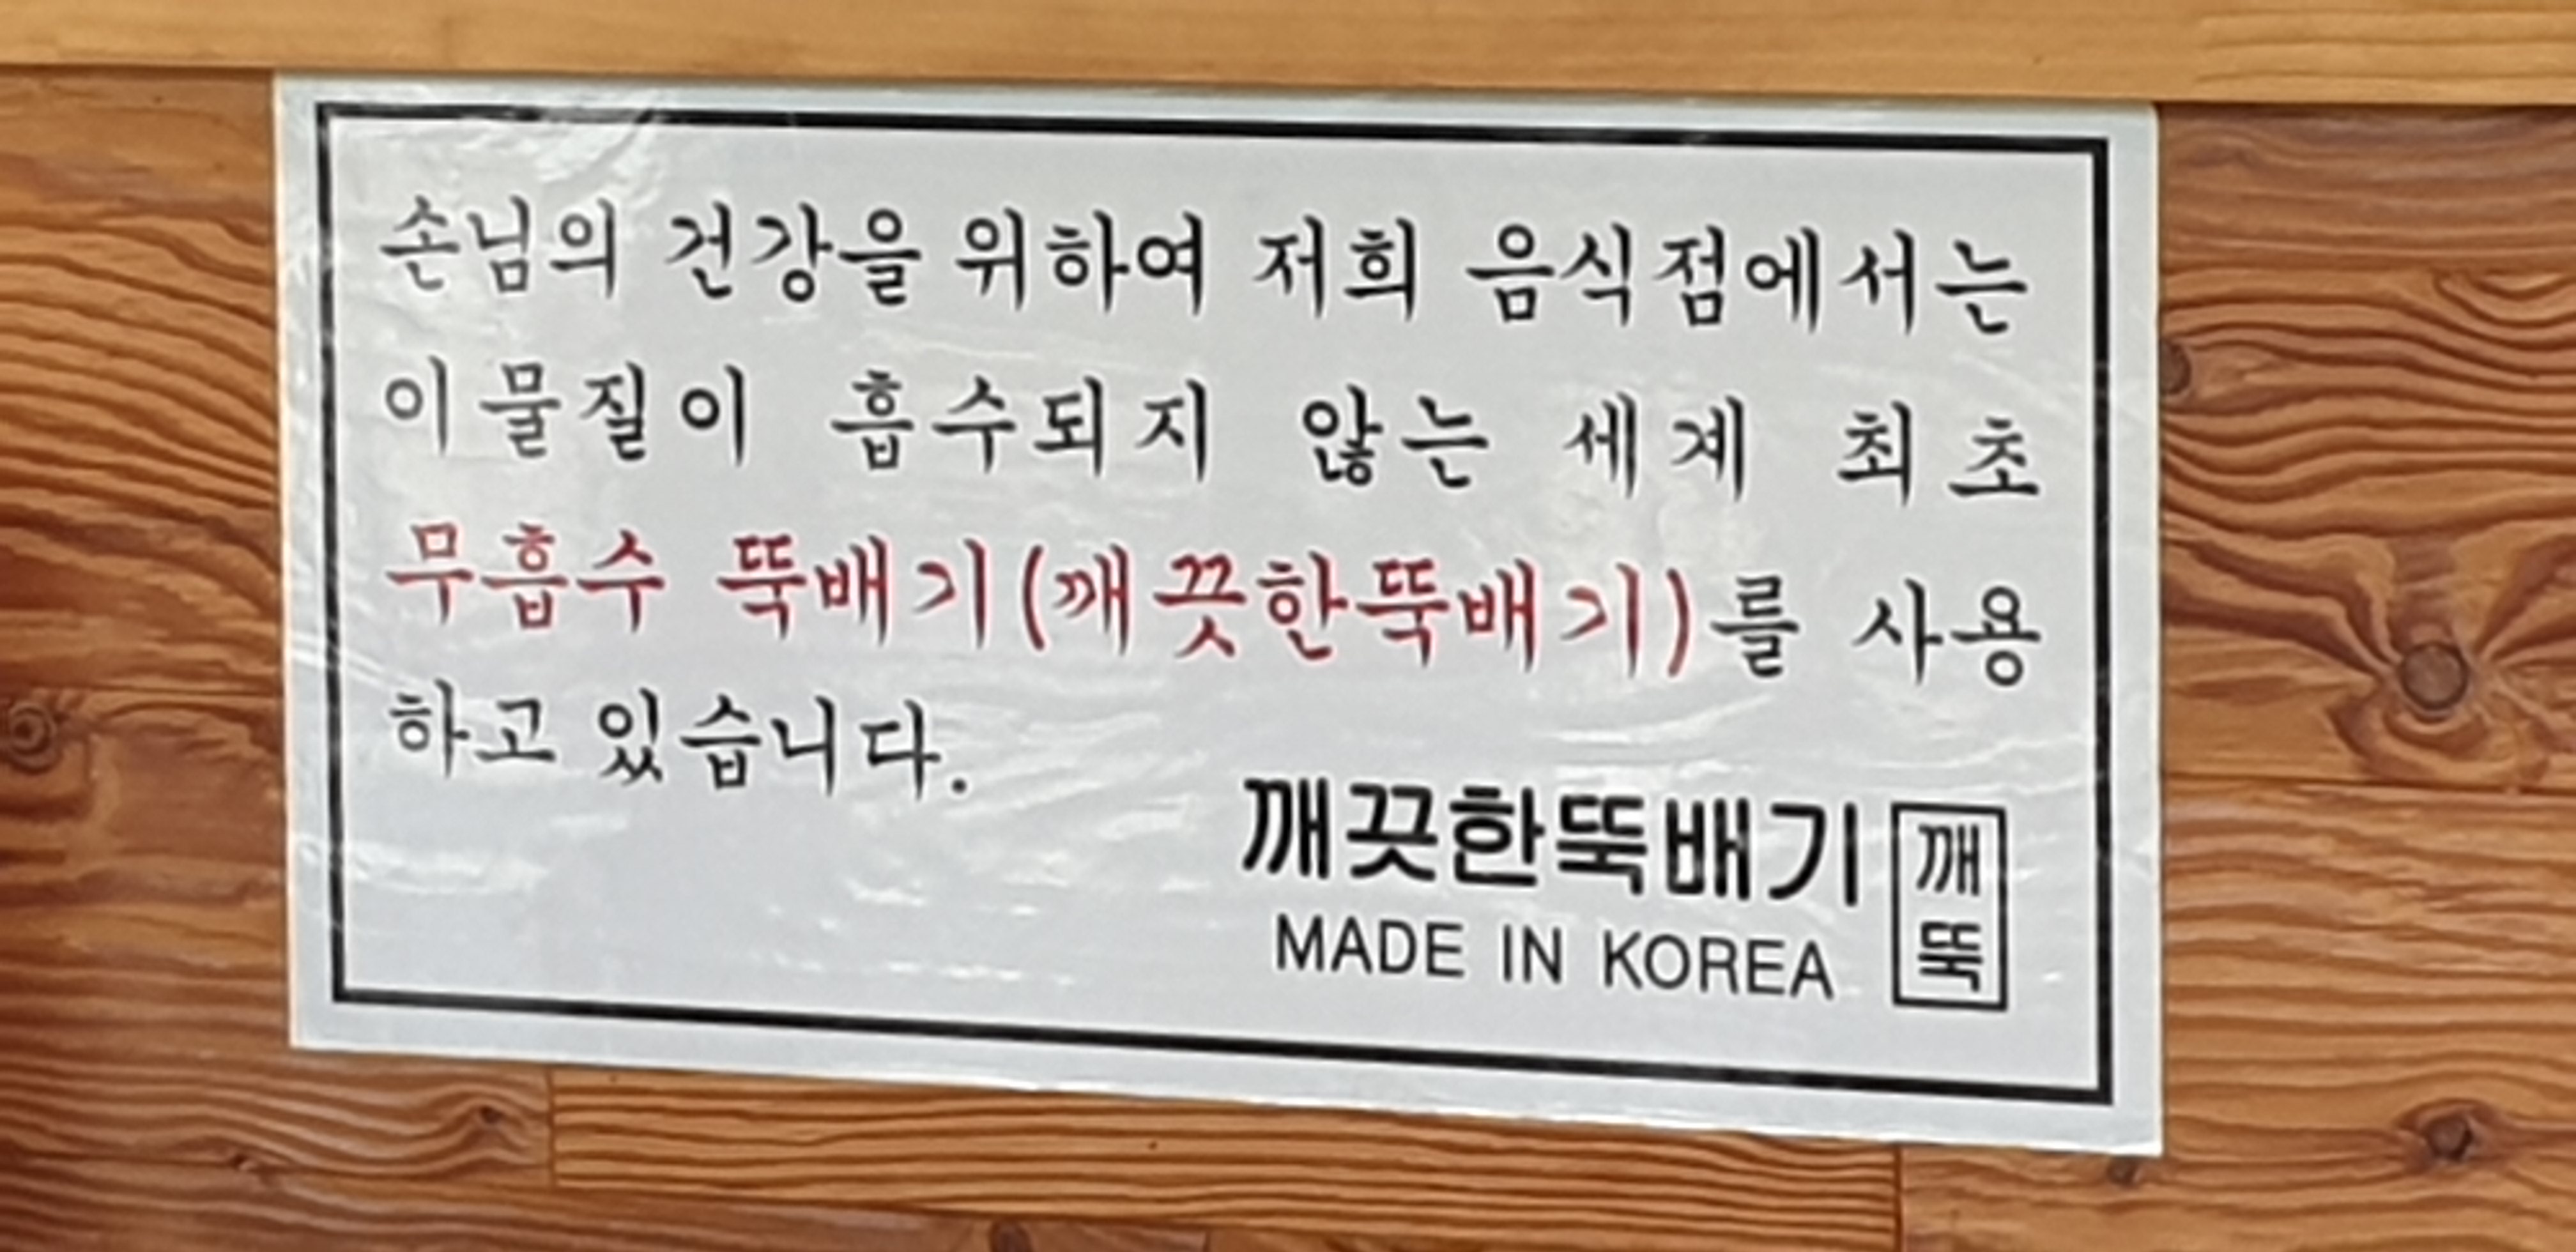 손님의 건강을 위하여 저희 음식점에서는
이물질이 흡수되지 않는 세계 최초
무흡수 뚝배기(깨끗한뚝배기)를 사용
하고 있습니다.
깨끗한뚝배기
MADE IN KOREA
깨
뚝